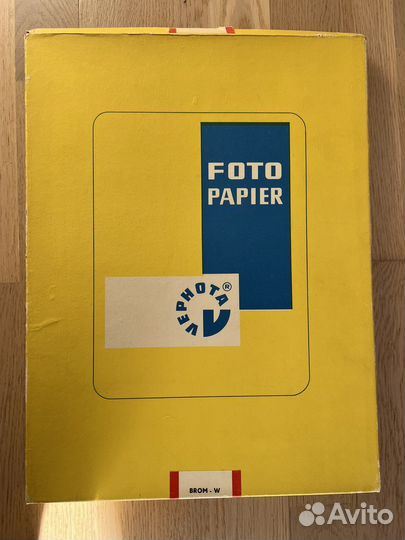 FOTO
PAPIER
VEPHOTA ®
BROM - W
Avito